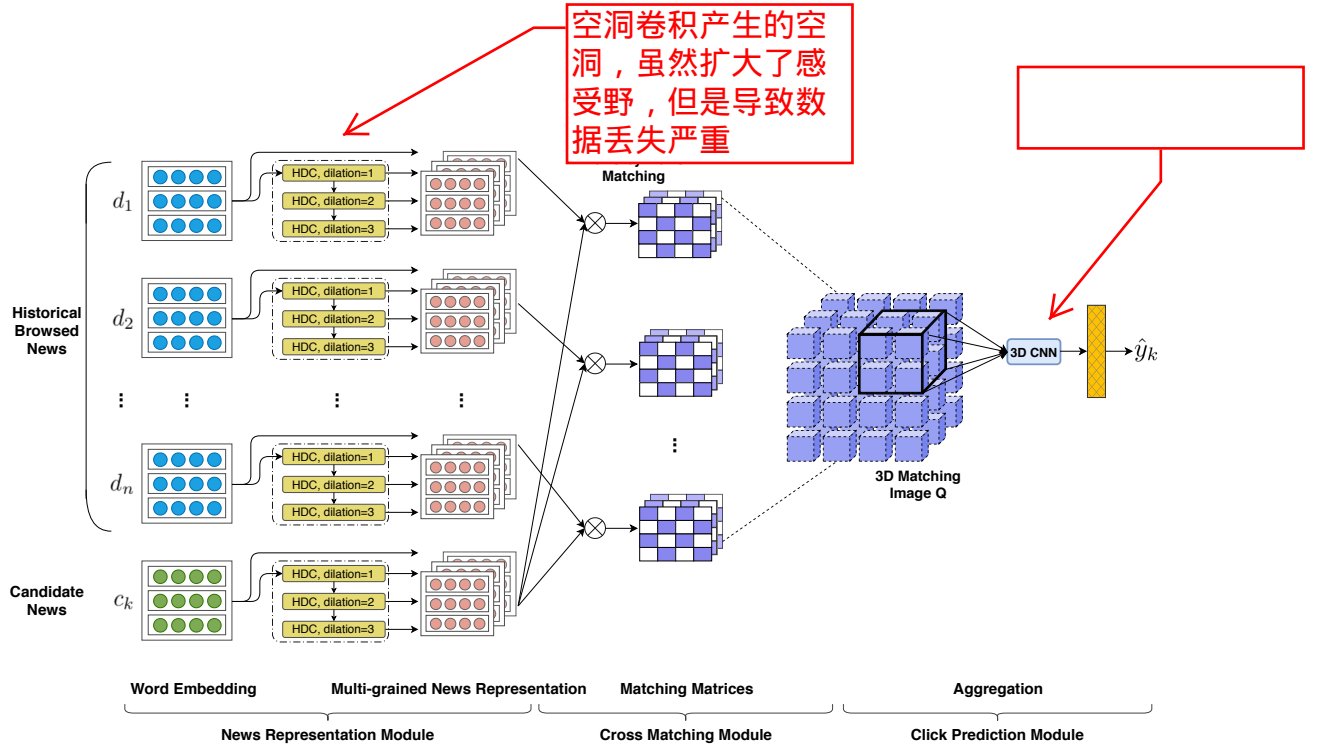 空洞卷积产生的空
洞，虽然扩大了感
受野，但是导致数
据丢失严重
Matching
HDC, dilation=1
HDC, dilation=2
HDC, dilation=3
d1
HDC, dilation=1
HDC, dilation=2
HDC, dilation=3
d2
Historical
Browsed
News
3D CNN
ŷk
HDC, dilation=1
HDC, dilation=2
HDC, dilation=3
dn
3D Matching
Image Q
HDC, dilation=1
HDC, dilation=2
HDC, dilation=3
ck
Candidate
News
Word Embedding
Multi-grained News Representation
Matching Matrices
Aggregation
News Representation Module
Cross Matching Module
Click Prediction Module